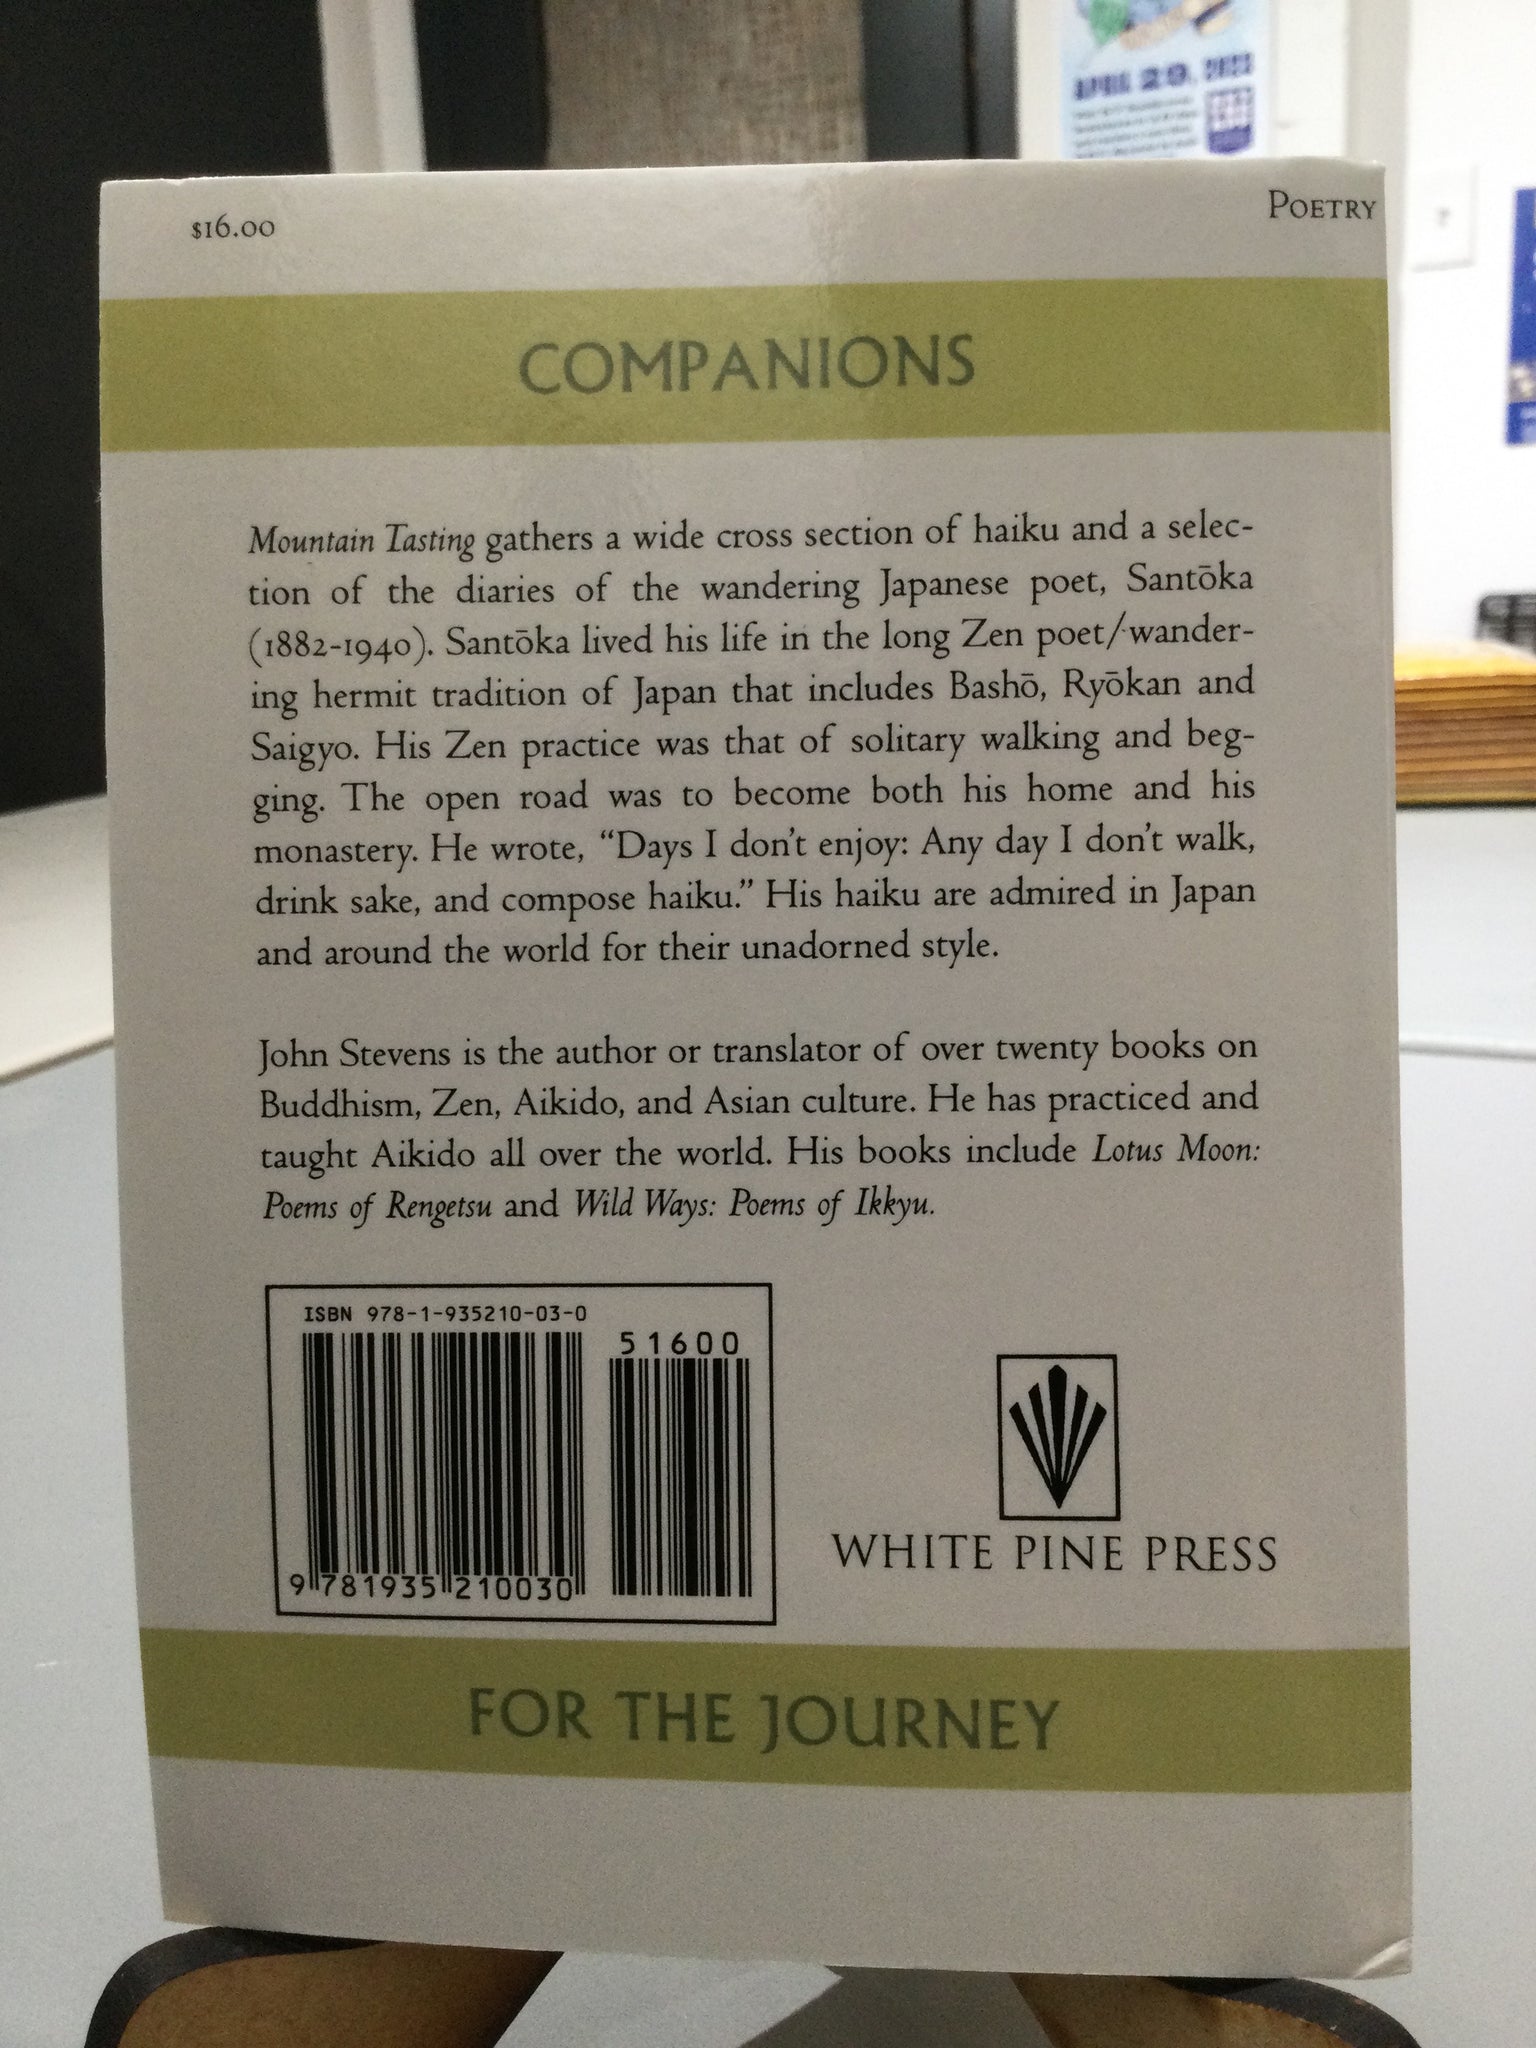 APRIL 29, 2023
$16.00
POETRY
COMPANIONS
Mountain Tasting gathers a wide cross section of haiku and a selec-
tion of the diaries of the wandering Japanese poet, Santōka
(1882-1940). Santōka lived his life in the long Zen poet/wander-
ing hermit tradition of Japan that includes Bashō, Ryōkan and
Saigyo. His Zen practice was that of solitary walking and beg-
ging. The open road was to become both his home and his
monastery. He wrote, “Days I don’t enjoy: Any day I don’t walk,
drink sake, and compose haiku.” His haiku are admired in Japan
and around the world for their unadorned style.
John Stevens is the author or translator of over twenty books on
Buddhism, Zen, Aikido, and Asian culture. He has practiced and
taught Aikido all over the world. His books include Lotus Moon:
Poems of Rengetsu and Wild Ways: Poems of Ikkyu.
ISBN 978-1-935210-03-0
51600
9 781935 210030
WHITE PINE PRESS
FOR THE JOURNEY